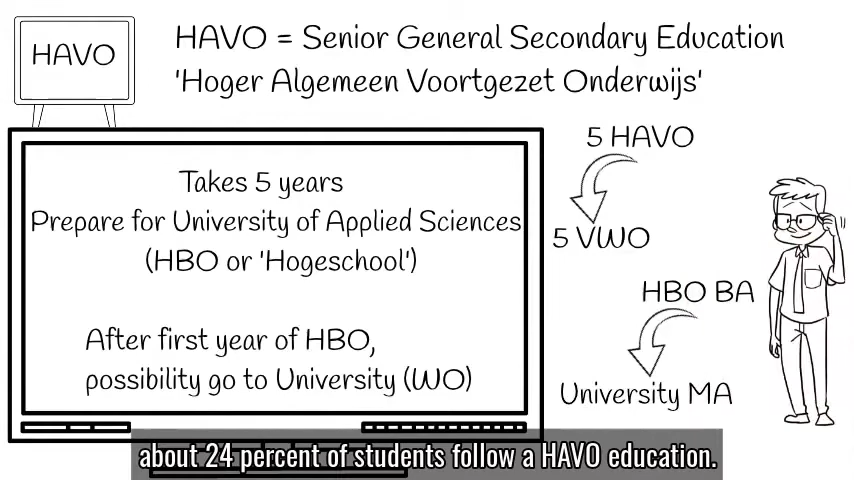 HAVO
HAVO = Senior General Secondary Education
'Hoger Algemeen Voortgezet Onderwijs'
Takes 5 years
Prepare for University of Applied Sciences
(HBO or 'Hogeschool')
After first year of HBO,
possibility go to University (WO)
5 HAVO
5 VWO
HBO BA
University MA
about 24 percent of students follow a HAVO education.